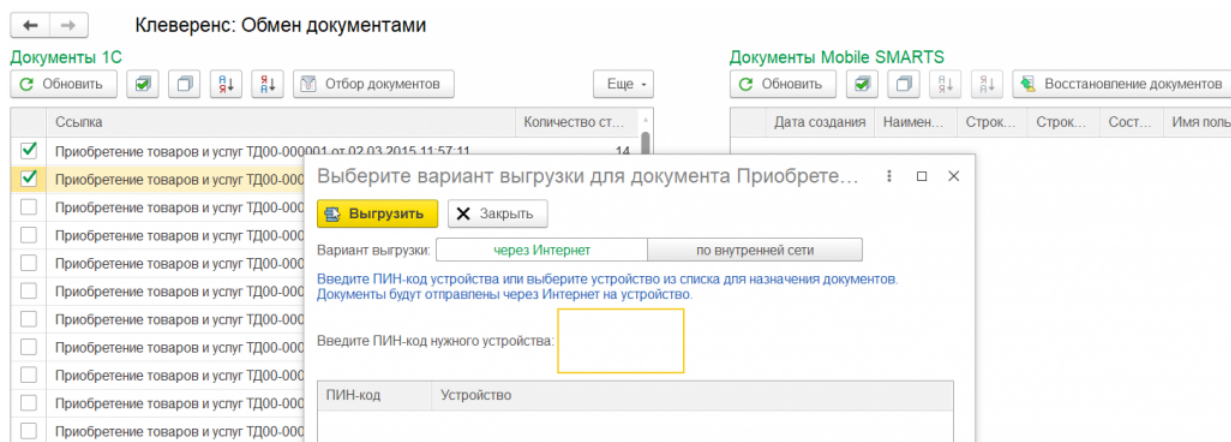 Клеверенс: Обмен документами
Документы 1С
Обновить
Отбор документов
Еще
Ссылка
Количество ст...
Приобретение товаров и услуг ТД00-000001 от 02.03.2015 11:57:11
14
Приобретение товаров и услуг ТД00-000
Приобретение товаров и услуг ТД00-000
Приобретение товаров и услуг ТД00-000
Приобретение товаров и услуг ТД00-000
Приобретение товаров и услуг ТД00-000
Приобретение товаров и услуг ТД00-000
Приобретение товаров и услуг ТД00-000
Приобретение товаров и услуг ТД00-000
Приобретение товаров и услуг ТД00-000
Приобретение товаров и услуг ТД00-000
Документы Mobile SMARTS
Обновить
Восстановление документов
Дата создания Наимен... Строк... Строк... Сост... Имя поль
Выберите вариант выгрузки для документа Приобрете...
Выгрузить
Закрыть
Вариант выгрузки: через Интернет по внутренней сети
Введите ПИН-код устройства или выберите устройство из списка для назначения документов.
Документы будут отправлены через Интернет на устройство.
Введите ПИН-код нужного устройства:
ПИН-код Устройство